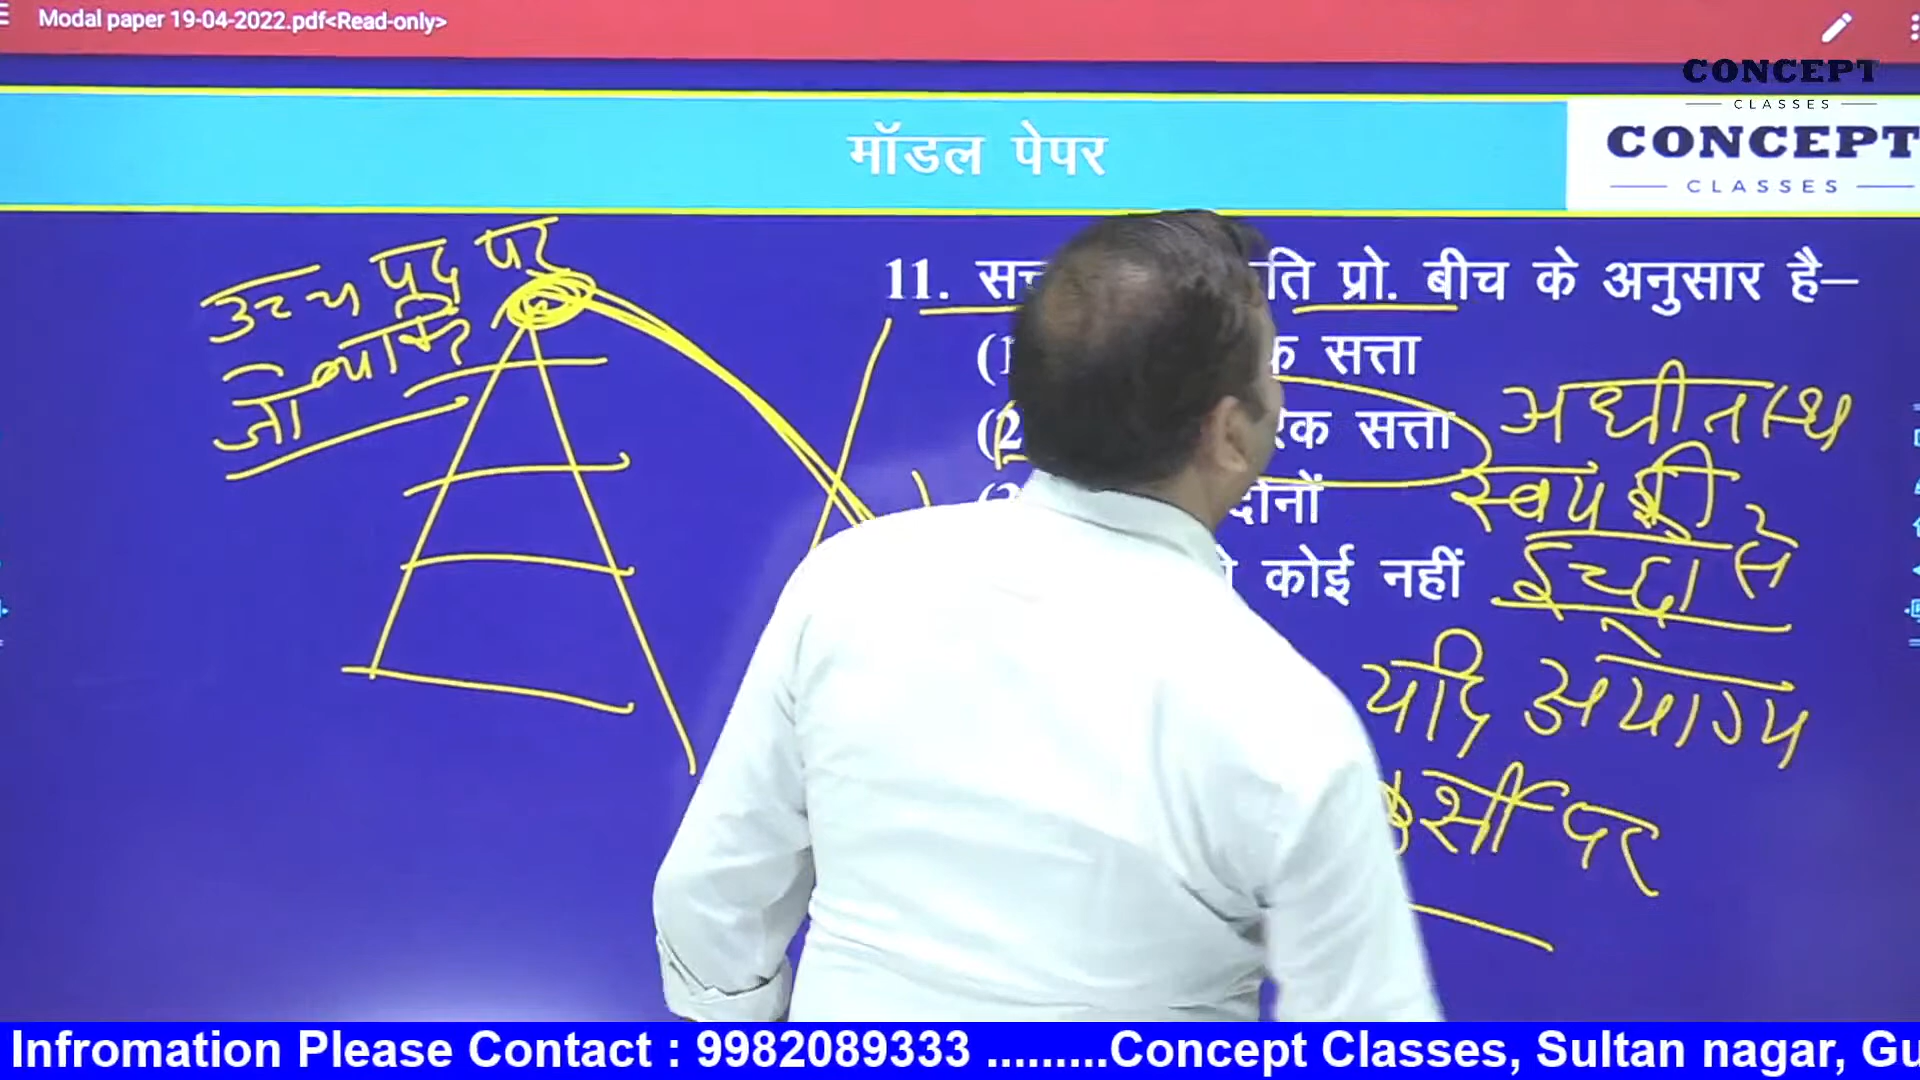 Modal paper 19-04-2022.pdf<Read-only>
CONCEPT
CLASSES
मॉडल पेपर
CONCEPT
CLASSES
उच्च पद पर
जो व्यक्ति
11. ति प्रो. बीच के अनुसार है–
सत्ता
सत्ता
दोनों
कोई नहीं
अधीनस्थ
स्वयं की
इच्छा से
यदि अयोग्य
कुर्सी पर
Infromation Please Contact : 9982089333 .........Concept Classes, Sultan nagar, Gu